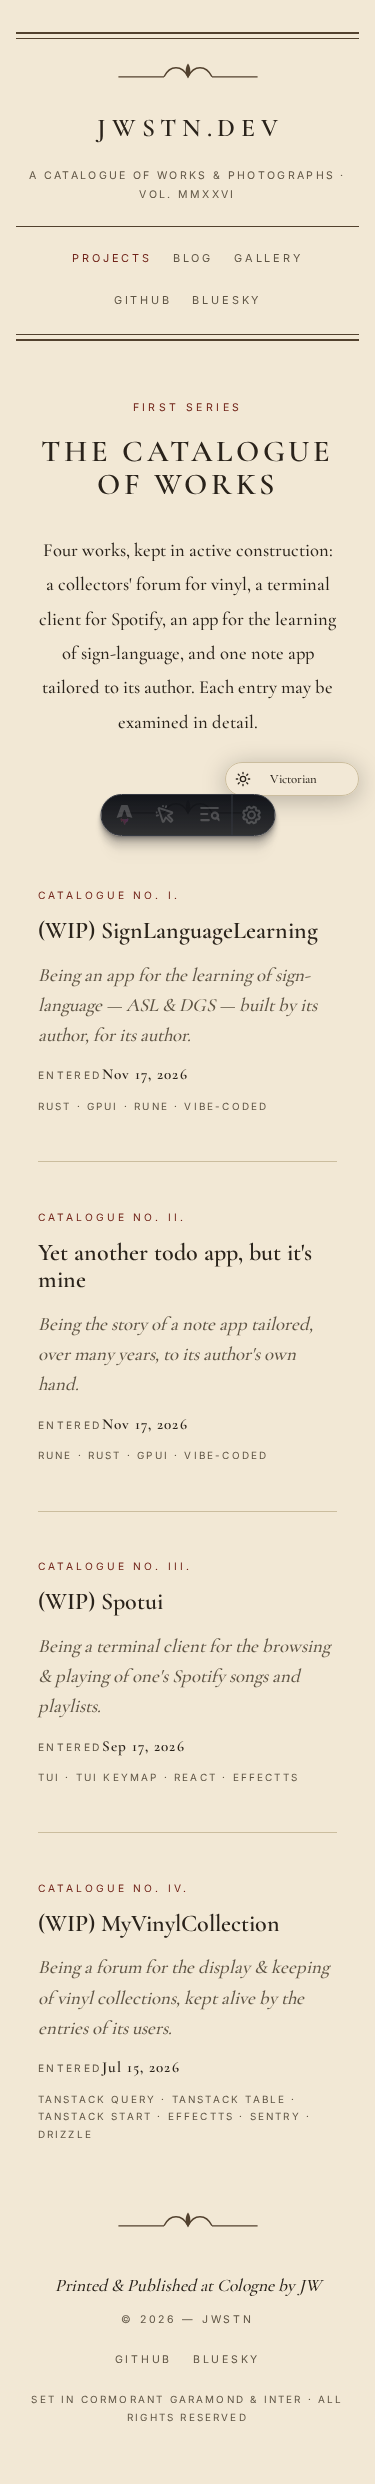 JWSTN.DEV
A CATALOGUE OF WORKS & PHOTOGRAPHS ·
VOL. MMXXVI
PROJECTS BLOG GALLERY
GITHUB BLUESKY
FIRST SERIES
THE CATALOGUE
OF WORKS
Four works, kept in active construction:
a collectors' forum for vinyl, a terminal
client for Spotify, an app for the learning
of sign-language, and one note app
tailored to its author. Each entry may be
examined in detail.
Victorian
CATALOGUE NO. I.
(WIP) SignLanguageLearning
Being an app for the learning of sign-
language — ASL & DGS — built by its
author, for its author.
ENTERED Nov 17, 2026
RUST · GPUI · RUNE · VIBE-CODED
CATALOGUE NO. II.
Yet another todo app, but it's
mine
Being the story of a note app tailored,
over many years, to its author's own
hand.
ENTERED Nov 17, 2026
RUNE · RUST · GPUI · VIBE-CODED
CATALOGUE NO. III.
(WIP) Spotui
Being a terminal client for the browsing
& playing of one's Spotify songs and
playlists.
ENTERED Sep 17, 2026
TUI · TUI KEYMAP · REACT · EFFECTTS
CATALOGUE NO. IV.
(WIP) MyVinylCollection
Being a forum for the display & keeping
of vinyl collections, kept alive by the
entries of its users.
ENTERED Jul 15, 2026
TANSTACK QUERY · TANSTACK TABLE ·
TANSTACK START · EFFECTTS · SENTRY ·
DRIZZLE
Printed & Published at Cologne by JW
© 2026 — JWSTN
GITHUB BLUESKY
SET IN CORMORANT GARAMOND & INTER · ALL
RIGHTS RESERVED